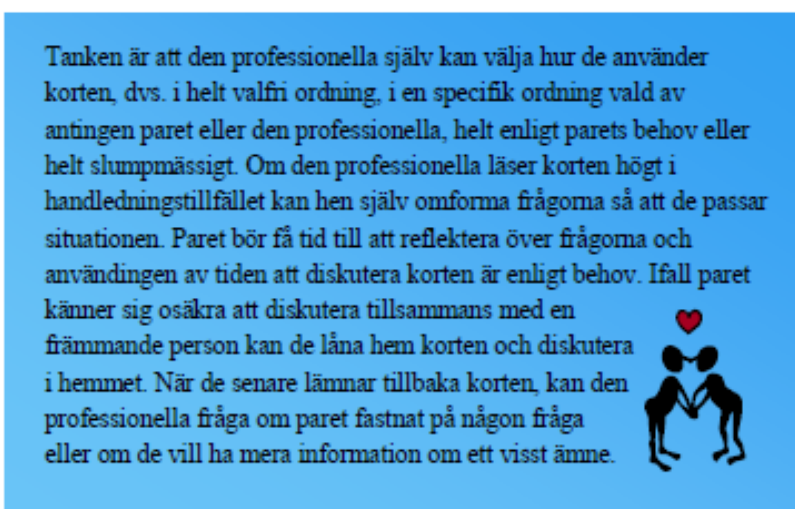 Tanken är att den professionella själv kan välja hur de använder
korten, dvs. i helt valfri ordning, i en specifik ordning vald av
antingen paret eller den professionella, helt enligt parets behov eller
helt slumpmässigt. Om den professionella läser korten högt i
handledningstillfället kan hen själv omforma frågorna så att de passar
situationen. Paret bör få tid till att reflektera över frågorna och
användingen av tiden att diskutera korten är enligt behov. Ifall paret
känner sig osäkra att diskutera tillsammans med en
främmande person kan de låna hem korten och diskutera
i hemmet. När de senare lämnar tillbaka korten, kan den
professionella fråga om paret fastnat på någon fråga
eller om de vill ha mera information om ett visst ämne.